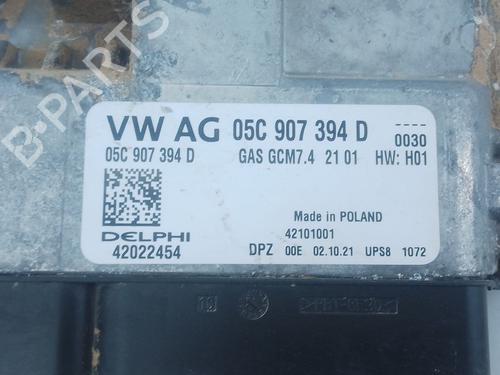 B-PARTS
VW AG 05C 907 394 D
----
0030
05C 907 394 D GAS GCM7.4 21 01 HW: H01
Made in POLAND
DELPHI 42101001
42022454 DPZ 00E 02.10.21 UPS8 1072